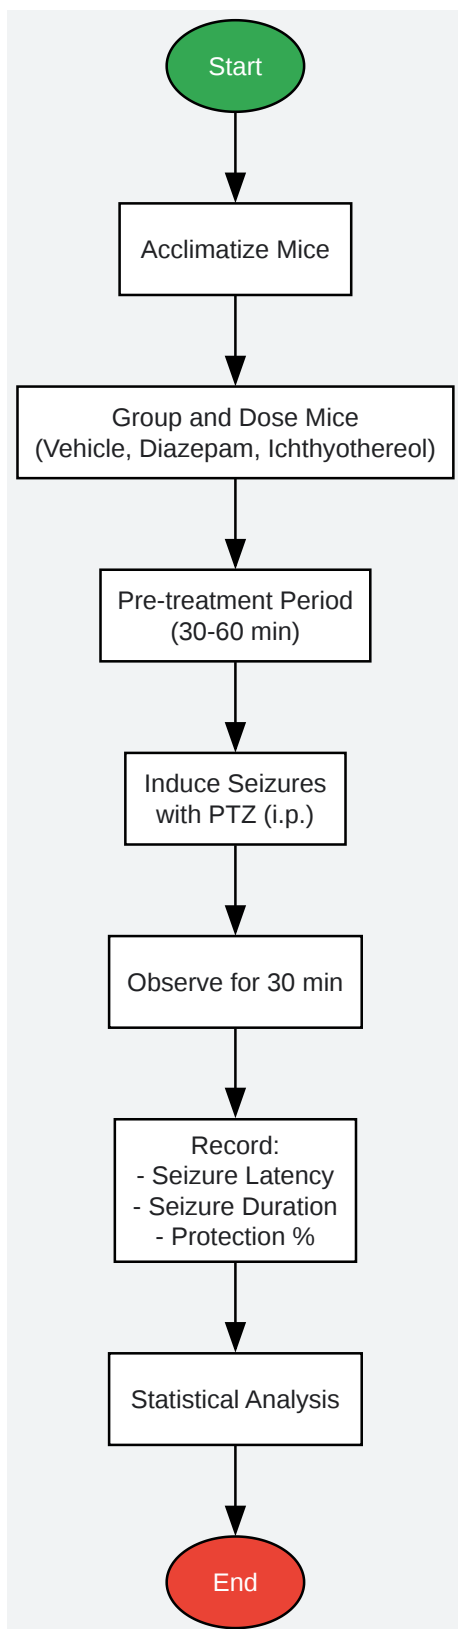 Start
Acclimatize Mice
Group and Dose Mice
(Vehicle, Diazepam, Ichthyothereol)
Pre-treatment Period
(30-60 min)
Induce Seizures
with PTZ (i.p.)
Observe for 30 min
Record:
- Seizure Latency
- Seizure Duration
- Protection %
Statistical Analysis
End